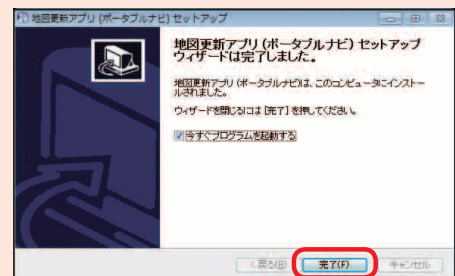 地図更新アプリ (ポータブルナビ) セットアップ
地図更新アプリ (ポータブルナビ) セットアップ
ウィザードは完了しました。
地図更新アプリ (ポータブルナビ)は、このコンピュータにインストー
ルされました。
ウィザードを閉じるには [完了] を押してください。
今すぐプログラムを起動する
< 戻る(B)
完了(F)
キャンセル